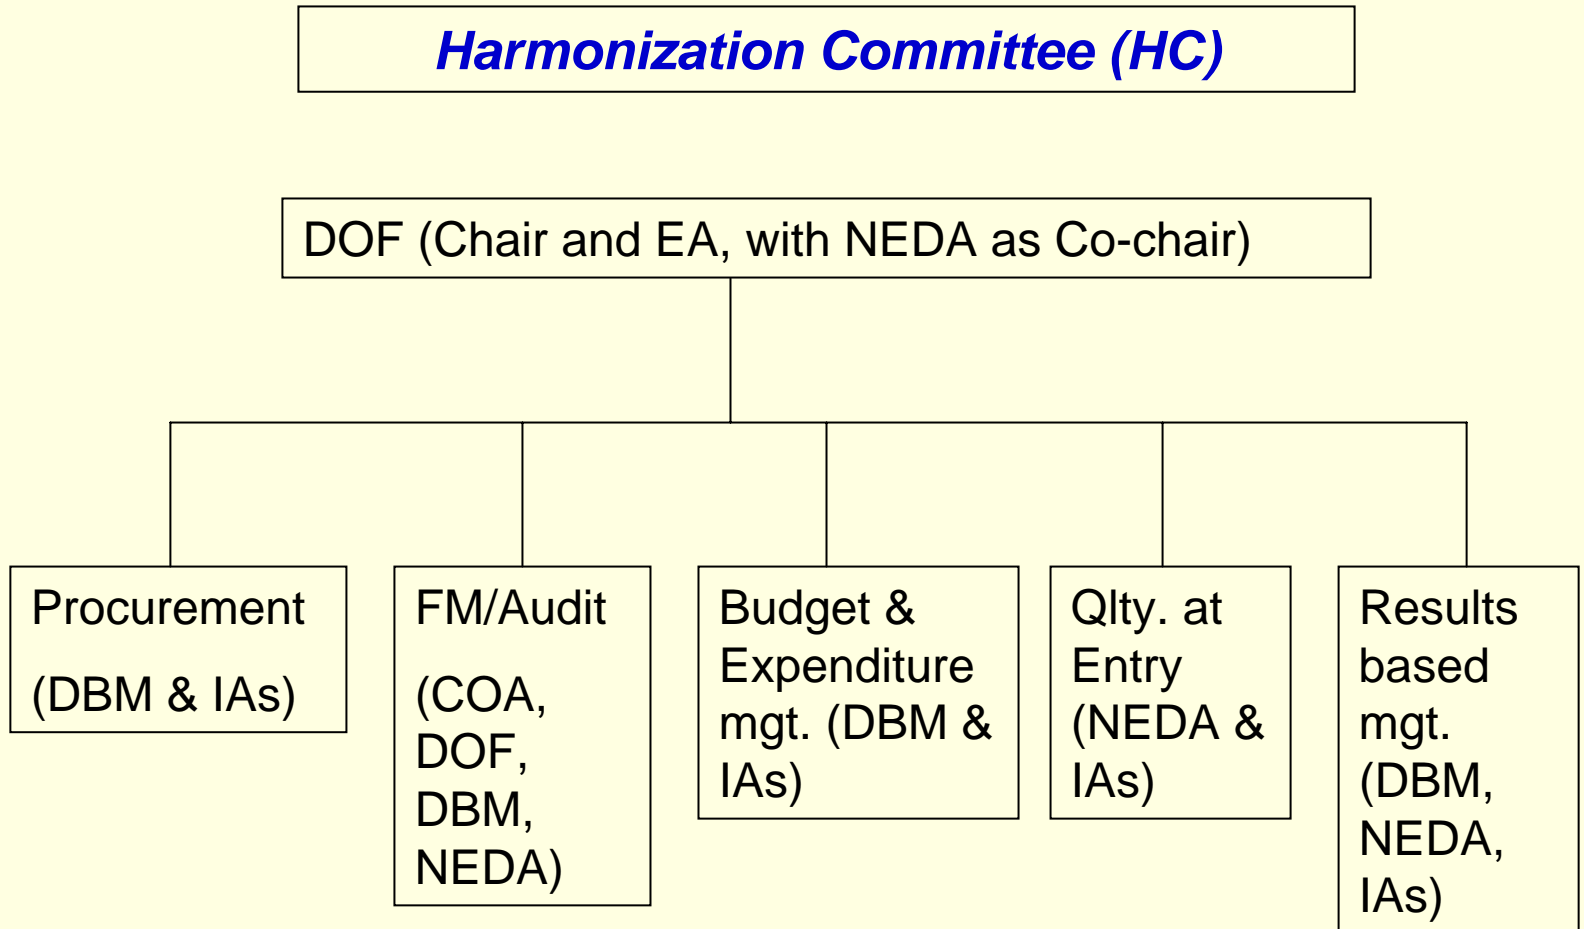 Harmonization Committee (HC)
DOF (Chair and EA, with NEDA as Co-chair)
Procurement
(DBM & IAs)
FM/Audit
(COA,
DOF,
DBM,
NEDA)
Budget &
Expenditure
mgt. (DBM &
IAs)
Qlty. at
Entry
(NEDA &
IAs)
Results
based
mgt.
(DBM,
NEDA,
IAs)